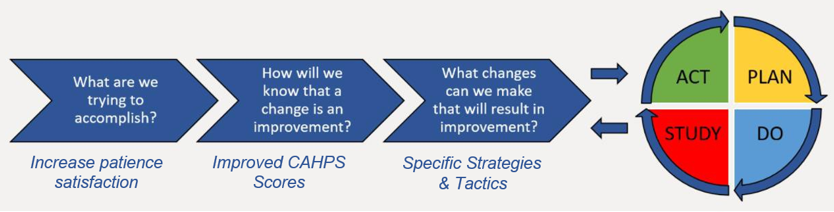 What are we
trying to
accomplish?
Increase patience
satisfaction
How will we
know that a
change is an
improvement?
Improved CAHPS
Scores
What changes
can we make
that will result in
improvement?
Specific Strategies
& Tactics
ACT
PLAN
STUDY
DO